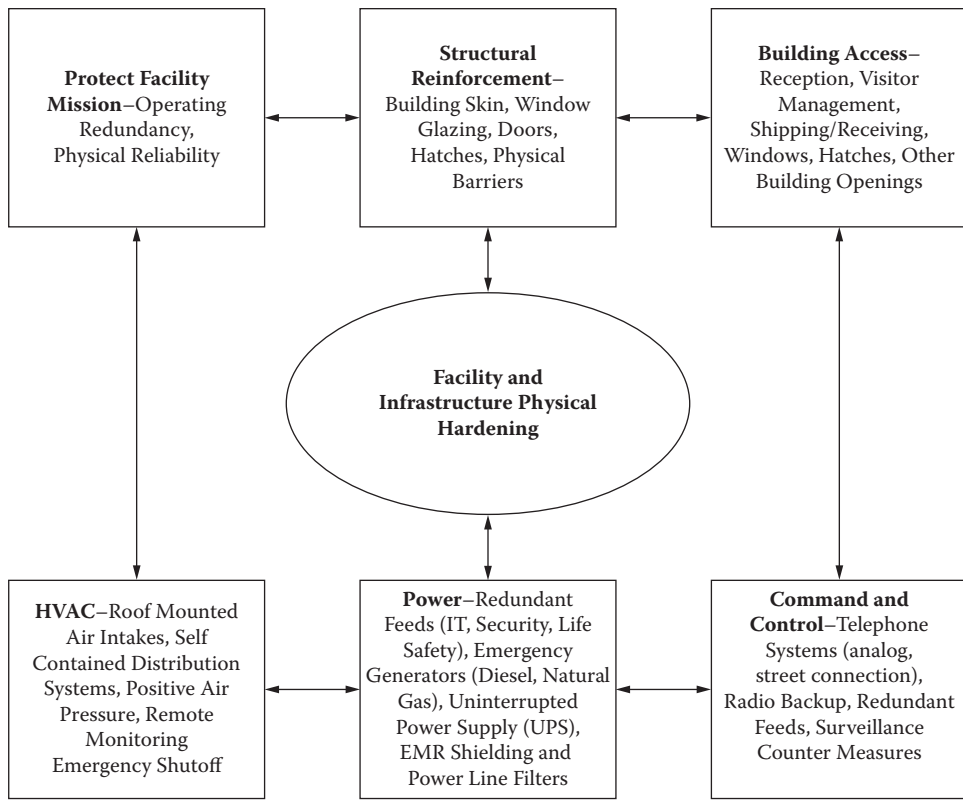 Protect Facility
Mission–Operating
Redundancy,
Physical Reliability
Structural
Reinforcement–
Building Skin, Window
Glazing, Doors,
Hatches, Physical
Barriers
Building Access–
Reception, Visitor
Management,
Shipping/Receiving,
Windows, Hatches, Other
Building Openings
Facility and
Infrastructure Physical
Hardening
HVAC–Roof Mounted
Air Intakes, Self
Contained Distribution
Systems, Positive Air
Pressure, Remote
Monitoring
Emergency Shutoff
Power–Redundant
Feeds (IT, Security, Life
Safety), Emergency
Generators (Diesel, Natural
Gas), Uninterrupted
Power Supply (UPS),
EMR Shielding and
Power Line Filters
Command and
Control–Telephone
Systems (analog,
street connection),
Radio Backup, Redundant
Feeds, Surveillance
Counter Measures